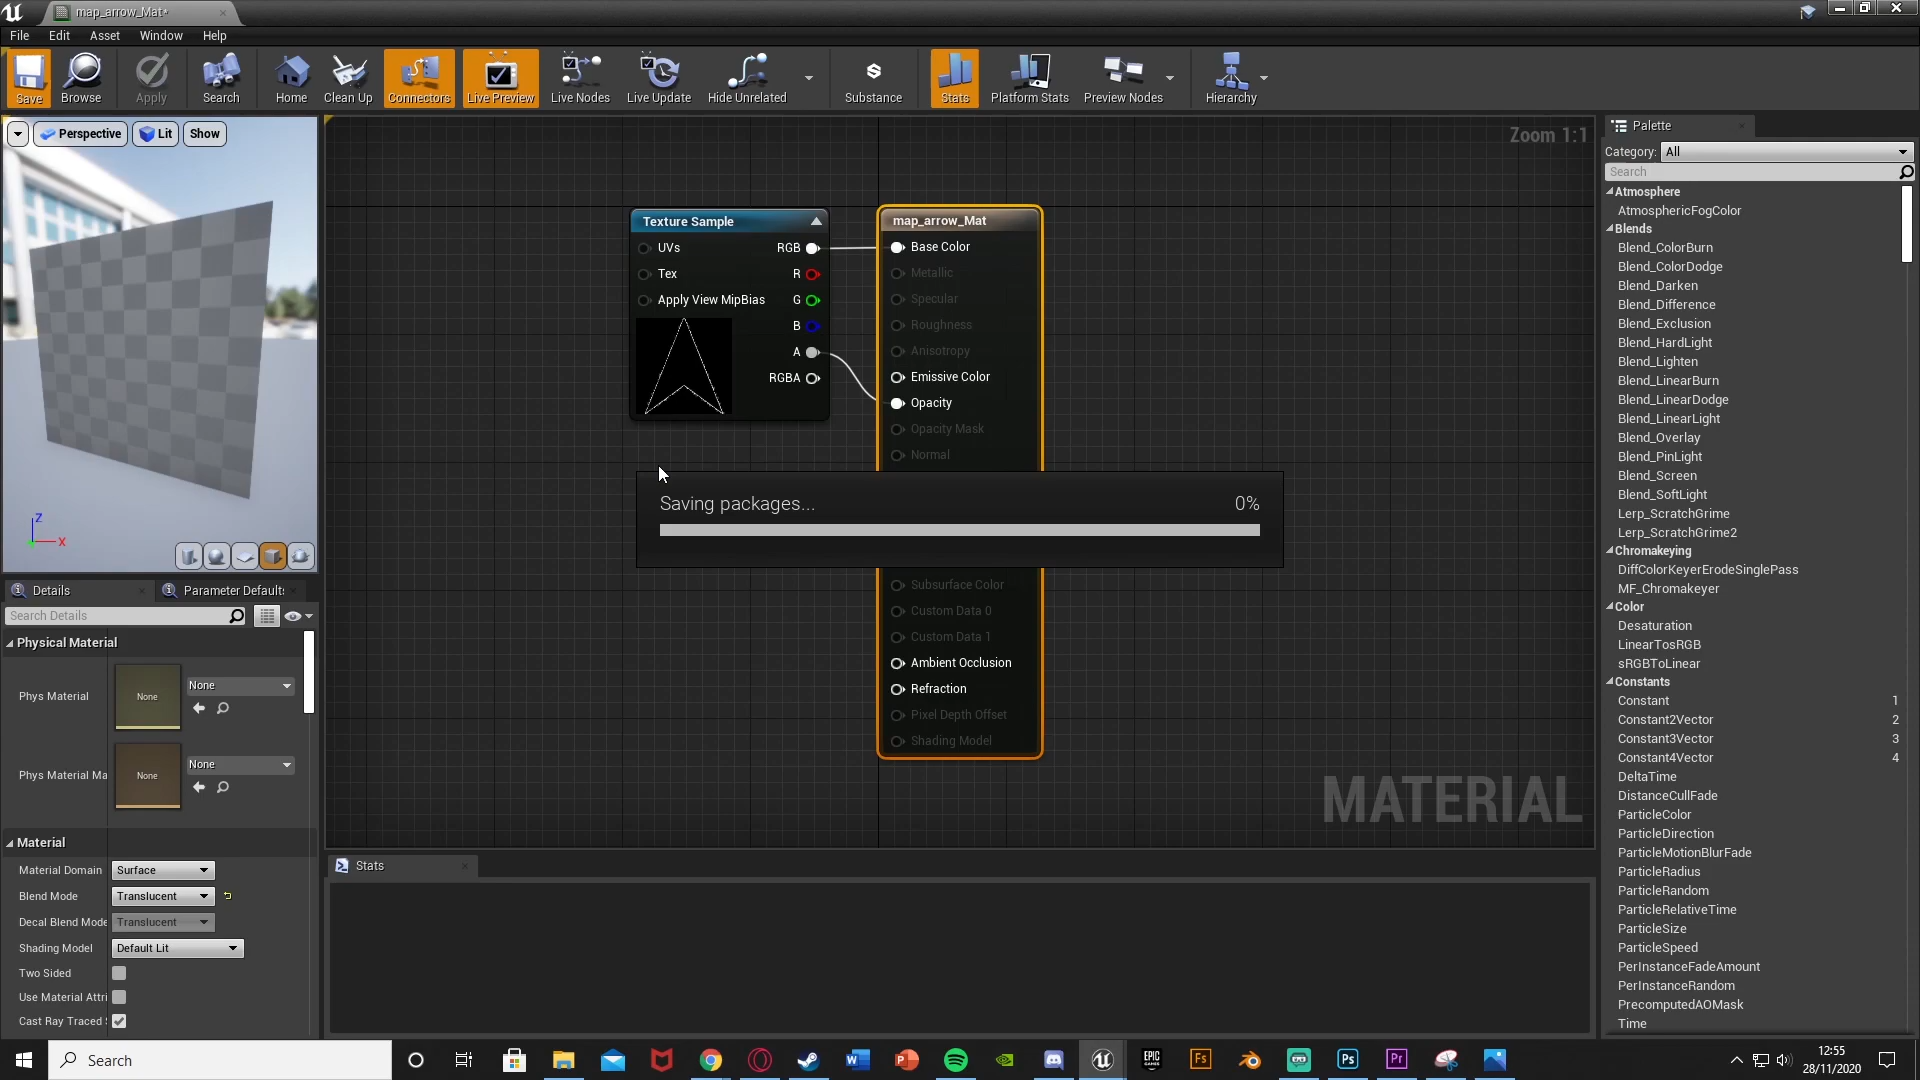 map_arrow_Mat*
File Edit Asset Window Help
Save Browse Apply Search Home Clean Up Connectors Live Preview Live Nodes Live Update Hide Unrelated Substance Stats Platform Stats Preview Nodes Hierarchy
Perspective Lit Show
Zoom 1:1
Z
X
Texture Sample
UVs RGB
Tex R
Apply View MipBias G
B
A
RGBA
map_arrow_Mat
Base Color
Metallic
Specular
Roughness
Anisotropy
Emissive Color
Opacity
Opacity Mask
Normal
Saving packages... 0%
Subsurface Color
Custom Data 0
Custom Data 1
Ambient Occlusion
Refraction
Pixel Depth Offset
Shading Model
MATERIAL
Details Parameter Defaults
Search Details
Physical Material
Phys Material None None
Phys Material Ma None None
Material
Material Domain Surface
Blend Mode Translucent
Decal Blend Mode Translucent
Shading Model Default Lit
Two Sided
Use Material Attri
Cast Ray Traced
Stats
Palette
Category: All
Search
Atmosphere
AtmosphericFogColor
Blends
Blend_ColorBurn
Blend_ColorDodge
Blend_Darken
Blend_Difference
Blend_Exclusion
Blend_HardLight
Blend_Lighten
Blend_LinearBurn
Blend_LinearDodge
Blend_LinearLight
Blend_Overlay
Blend_PinLight
Blend_Screen
Blend_SoftLight
Lerp_ScratchGrime
Lerp_ScratchGrime2
Chromakeying
DiffColorKeyerErodeSinglePass
MF_Chromakeyer
Color
Desaturation
LinearTosRGB
sRGBToLinear
Constants
Constant 1
Constant2Vector 2
Constant3Vector 3
Constant4Vector 4
DeltaTime
DistanceCullFade
ParticleColor
ParticleDirection
ParticleMotionBlurFade
ParticleRadius
ParticleRandom
ParticleRelativeTime
ParticleSize
ParticleSpeed
PerInstanceFadeAmount
PerInstanceRandom
PrecomputedAOMask
Time
Search
EPIC GAMES
Fs
Ps
Pr
12:55
28/11/2020